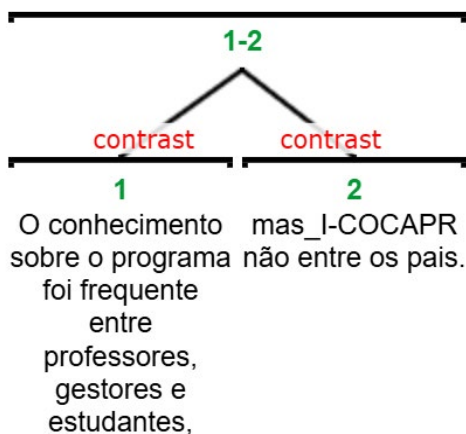 1-2
contrast contrast
1
O conhecimento
sobre o programa
foi frequente
entre
professores,
gestores e
estudantes,
2
mas_I-COCAPR
não entre os pais.